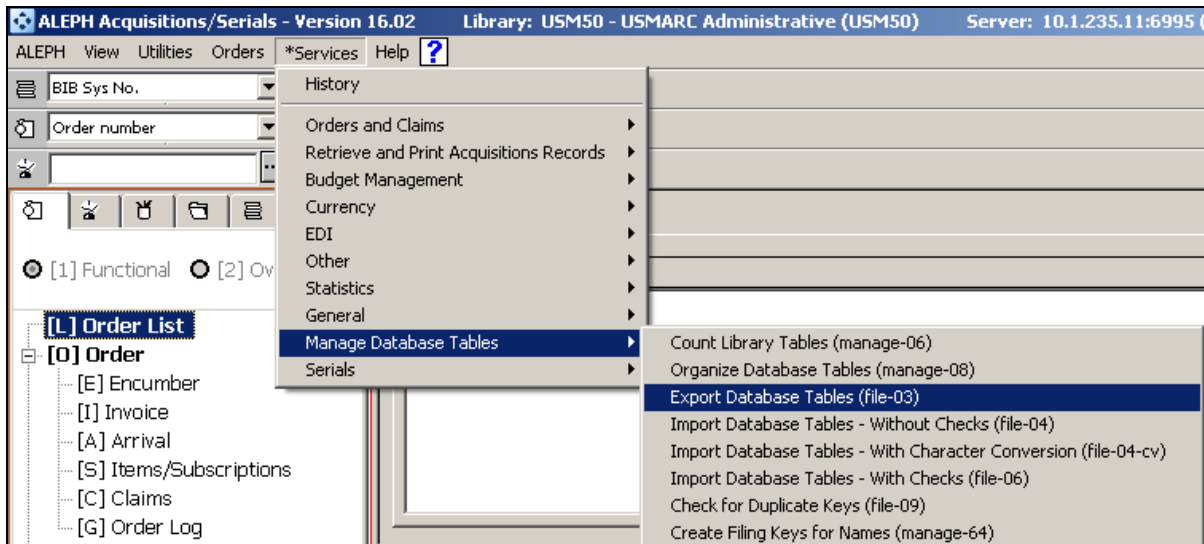 ALEPH Acquisitions/Serials - Version 16.02 Library: USM50 - USMARC Administrative (USM50) Server: 10.1.235.11:6995 (
ALEPH View Utilities Orders *Services Help ?
BIB Sys No.
Order number
..
[1] Functional [2] Ov
[L] Order List
[O] Order
[E] Encumber
[I] Invoice
[A] Arrival
[S] Items/Subscriptions
[C] Claims
[G] Order Log
History
Orders and Claims
Retrieve and Print Acquisitions Records
Budget Management
Currency
EDI
Other
Statistics
General
Manage Database Tables
Serials
Count Library Tables (manage-06)
Organize Database Tables (manage-08)
Export Database Tables (file-03)
Import Database Tables - Without Checks (file-04)
Import Database Tables - With Character Conversion (file-04-cv)
Import Database Tables - With Checks (file-06)
Check for Duplicate Keys (file-09)
Create Filing Keys for Names (manage-64)